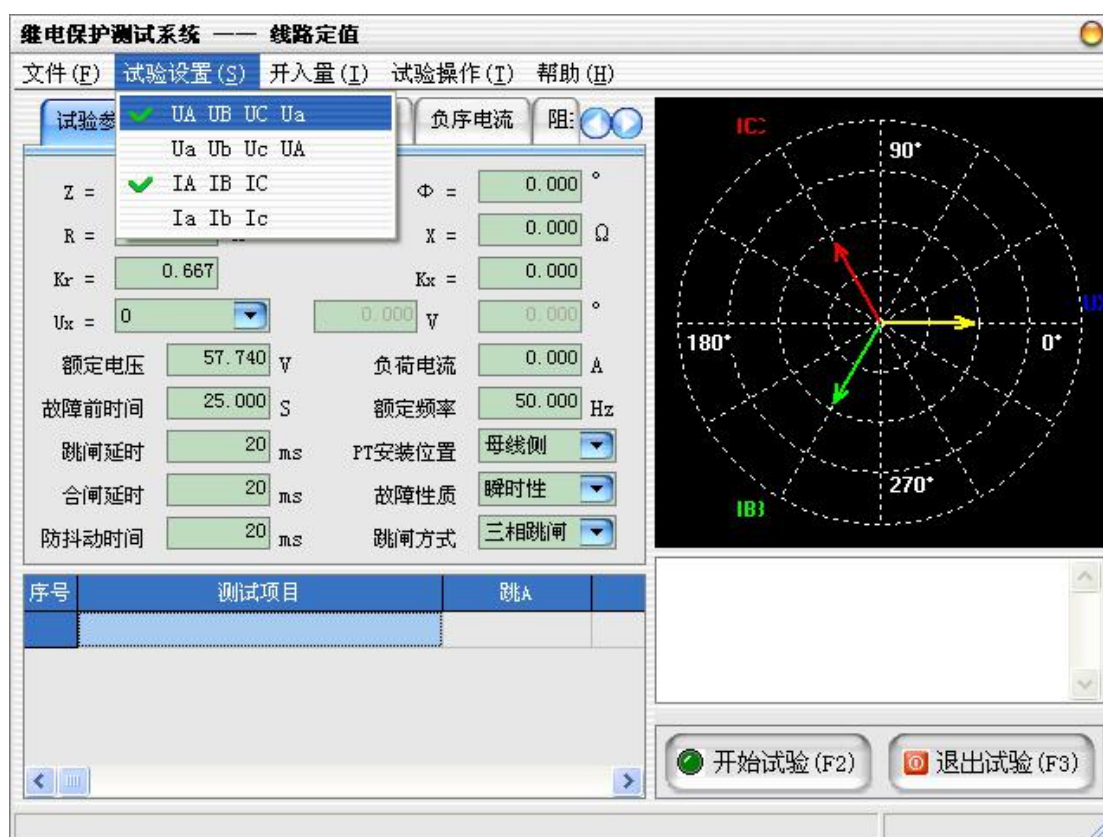 继电保护测试系统 —— 线路定值
文件(F) 试验设置(S) 开入量(I) 试验操作(T) 帮助(H)
试验参 负序电流 阻
UA UB UC Ua
Ua Ub Uc UA
IA IB IC
Ia Ib Ic
Z = Φ = 0.000 °
R = X = 0.000 Ω
Kr = 0.667 Kx = 0.000
Ux = 0 0.000 V 0.000 °
额定电压 57.740 V 负荷电流 0.000 A
故障前时间 25.000 S 额定频率 50.000 Hz
跳闸延时 20 ms PT安装位置 母线侧
合闸延时 20 ms 故障性质 瞬时性
防抖动时间 20 ms 跳闸方式 三相跳闸
90°
180° 0°
270°
序号 测试项目 跳A
开始试验(F2) 退出试验(F3)